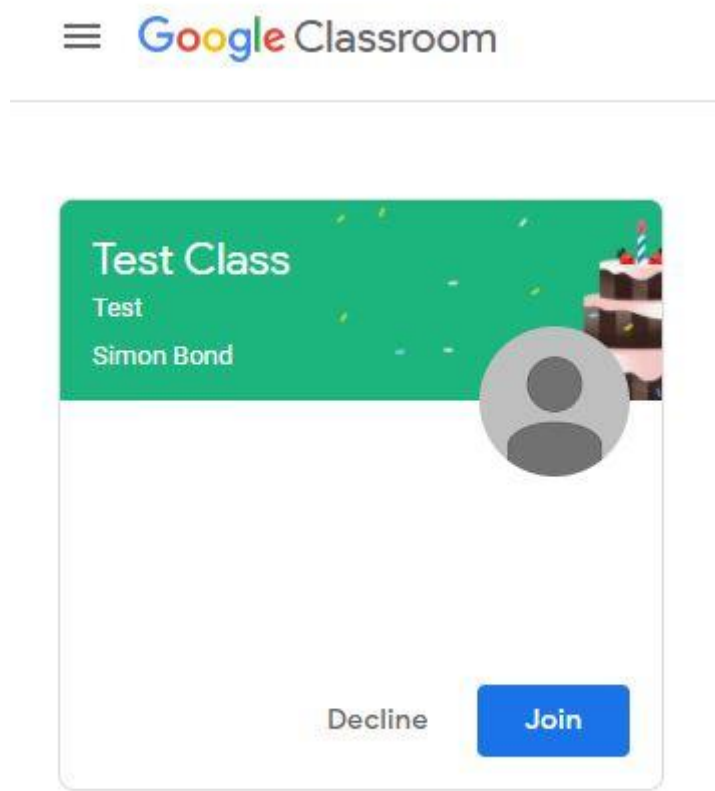 Google Classroom
Test Class
Test
Simon Bond
Decline Join